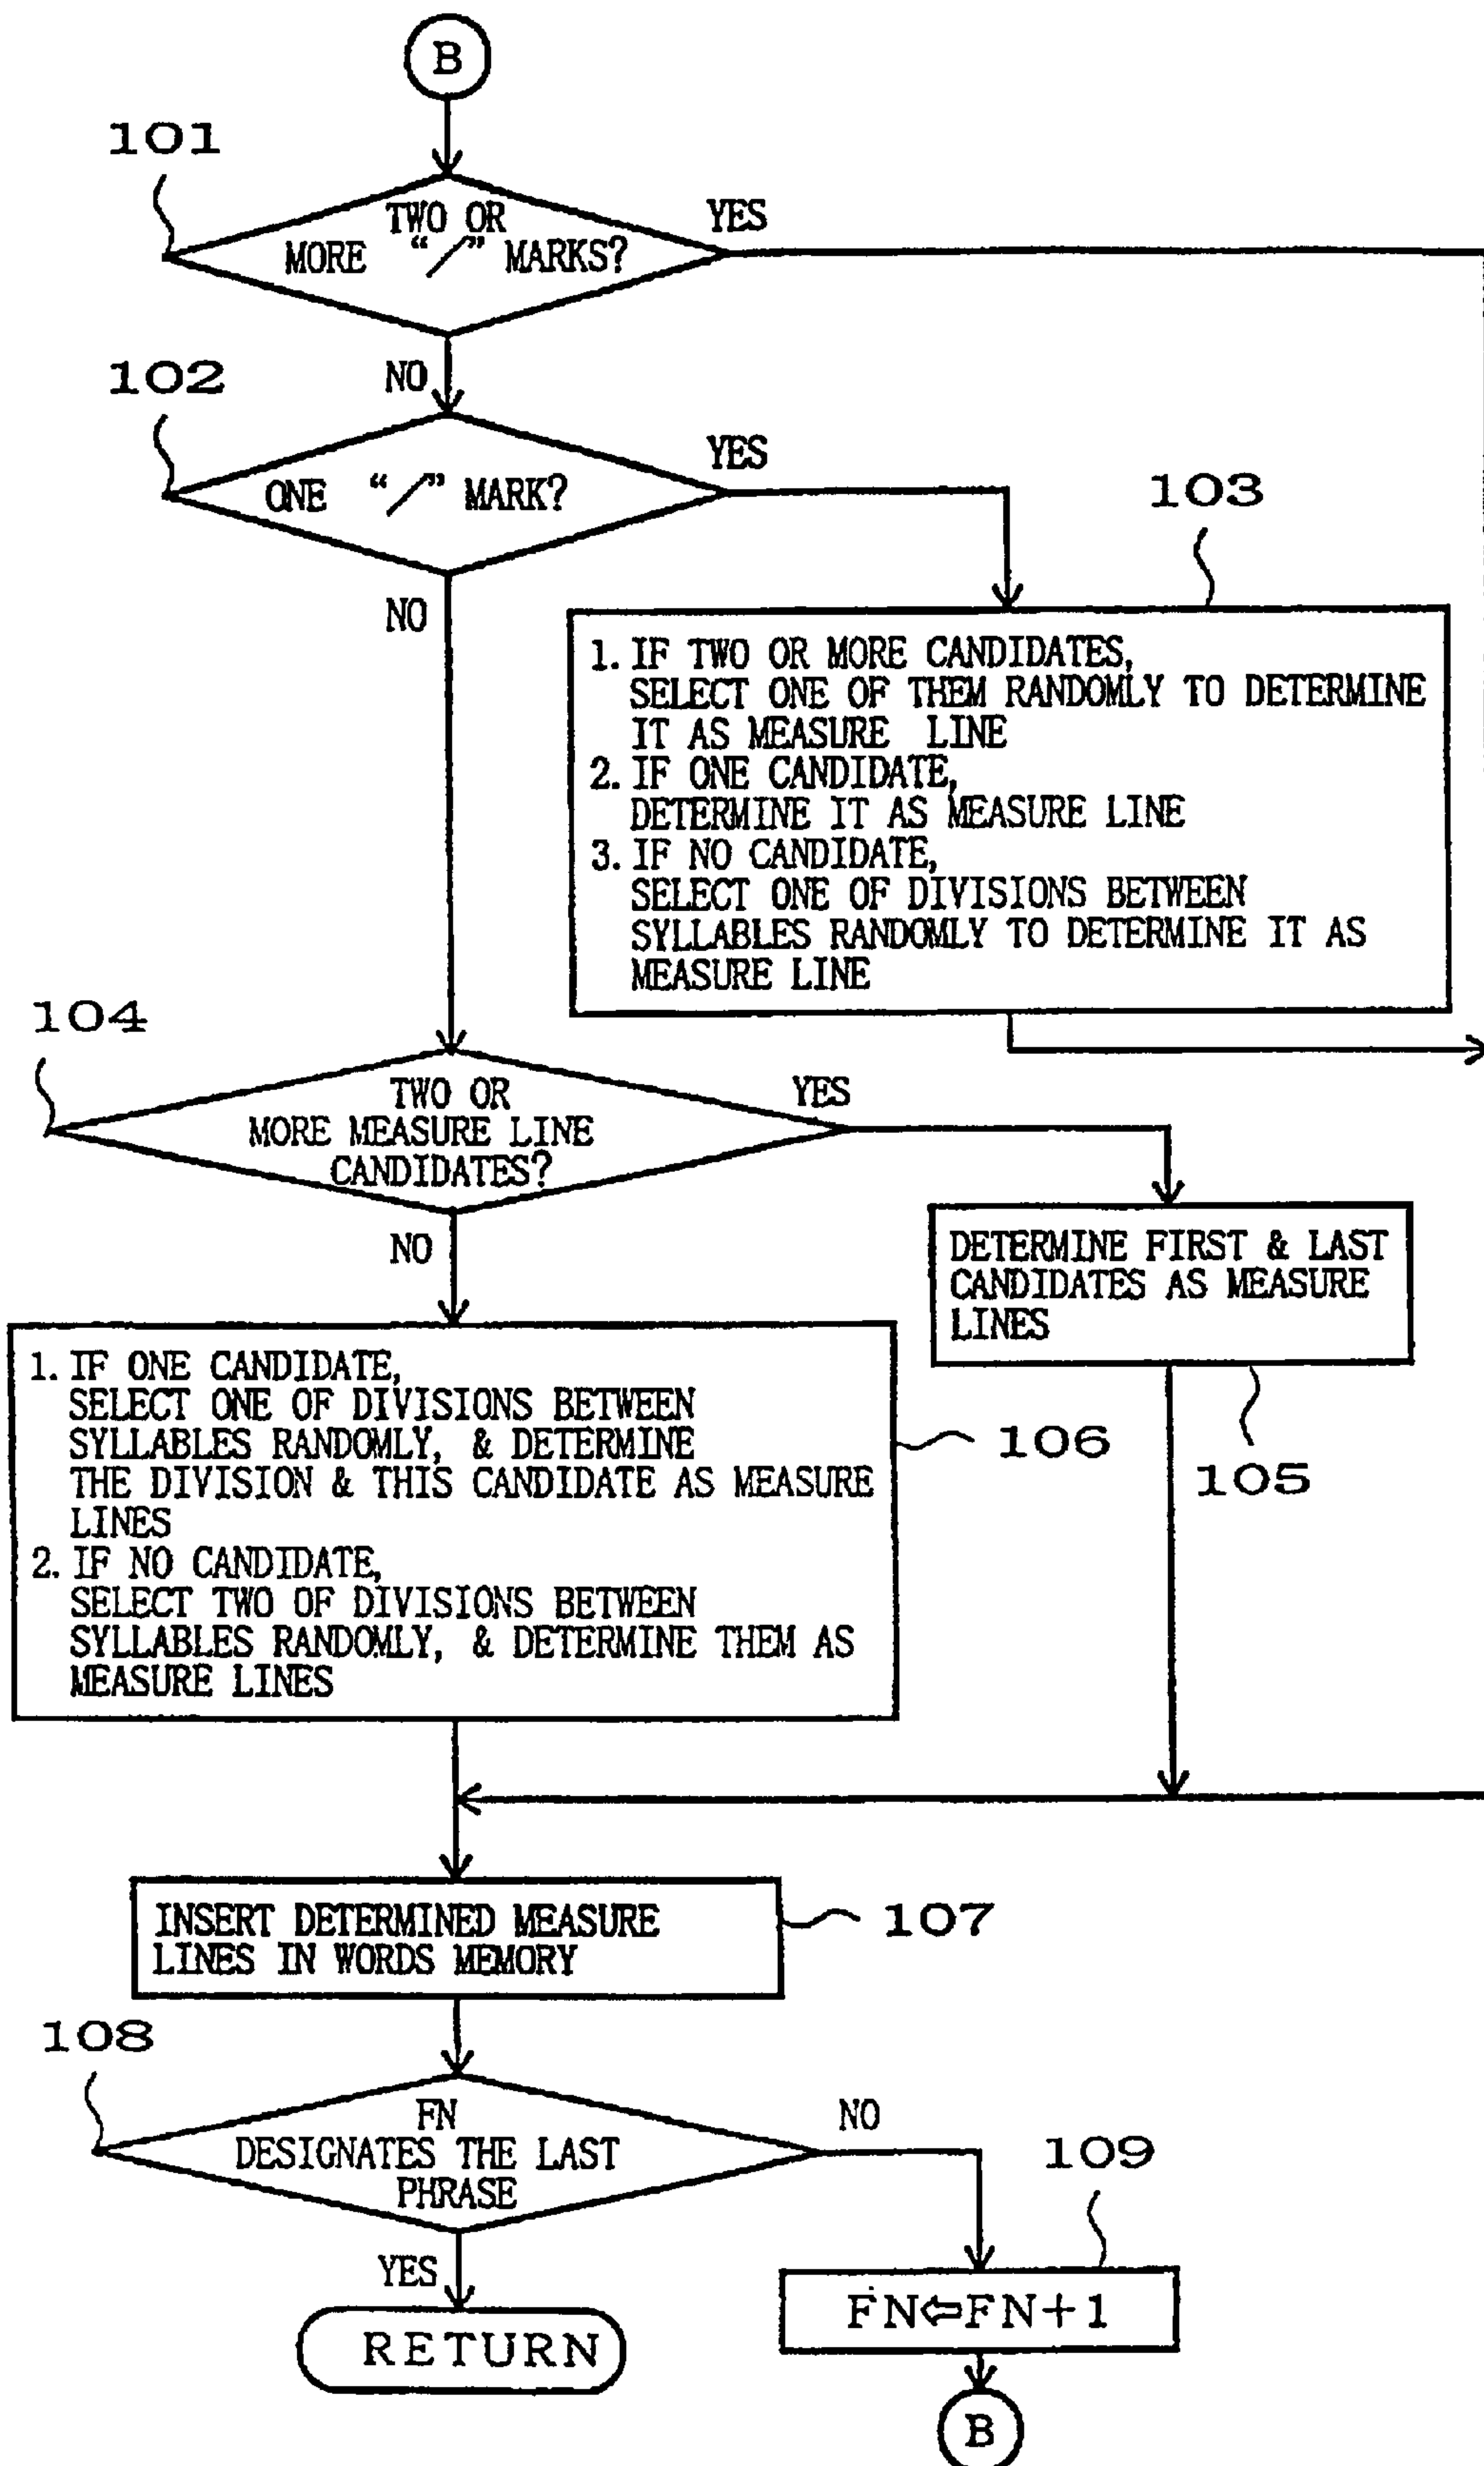 B
101
TWO OR
MORE "/" MARKS?
YES
NO
102
ONE "/" MARK?
YES
NO
103
1. IF TWO OR MORE CANDIDATES,
SELECT ONE OF THEM RANDOMLY TO DETERMINE
IT AS MEASURE LINE
2. IF ONE CANDIDATE,
DETERMINE IT AS MEASURE LINE
3. IF NO CANDIDATE,
SELECT ONE OF DIVISIONS BETWEEN
SYLLABLES RANDOMLY TO DETERMINE IT AS
MEASURE LINE
104
TWO OR
MORE MEASURE LINE
CANDIDATES?
YES
NO
DETERMINE FIRST & LAST
CANDIDATES AS MEASURE
LINES
105
1. IF ONE CANDIDATE,
SELECT ONE OF DIVISIONS BETWEEN
SYLLABLES RANDOMLY, & DETERMINE
THE DIVISION & THIS CANDIDATE AS MEASURE
LINES
2. IF NO CANDIDATE,
SELECT TWO OF DIVISIONS BETWEEN
SYLLABLES RANDOMLY, & DETERMINE THEM AS
MEASURE LINES
106
INSERT DETERMINED MEASURE
LINES IN WORDS MEMORY
107
108
FN
DESIGNATES THE LAST
PHRASE
NO
YES
109
FN⇦FN+1
RETURN
B